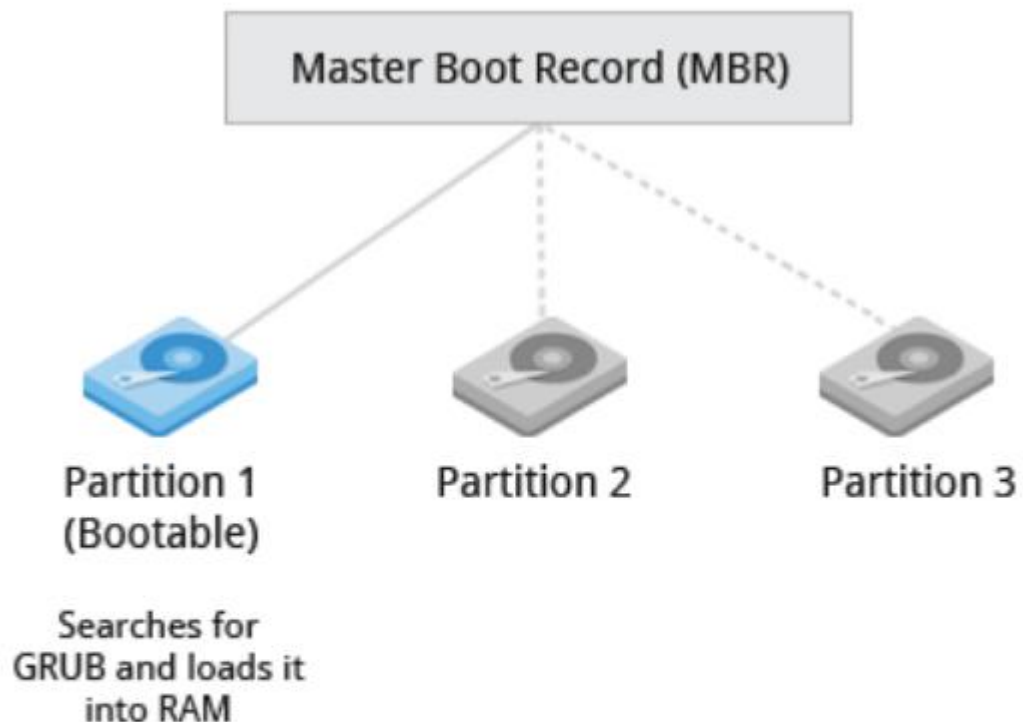 Master Boot Record (MBR)
Partition 1
(Bootable)
Partition 2
Partition 3
Searches for
GRUB and loads it
into RAM